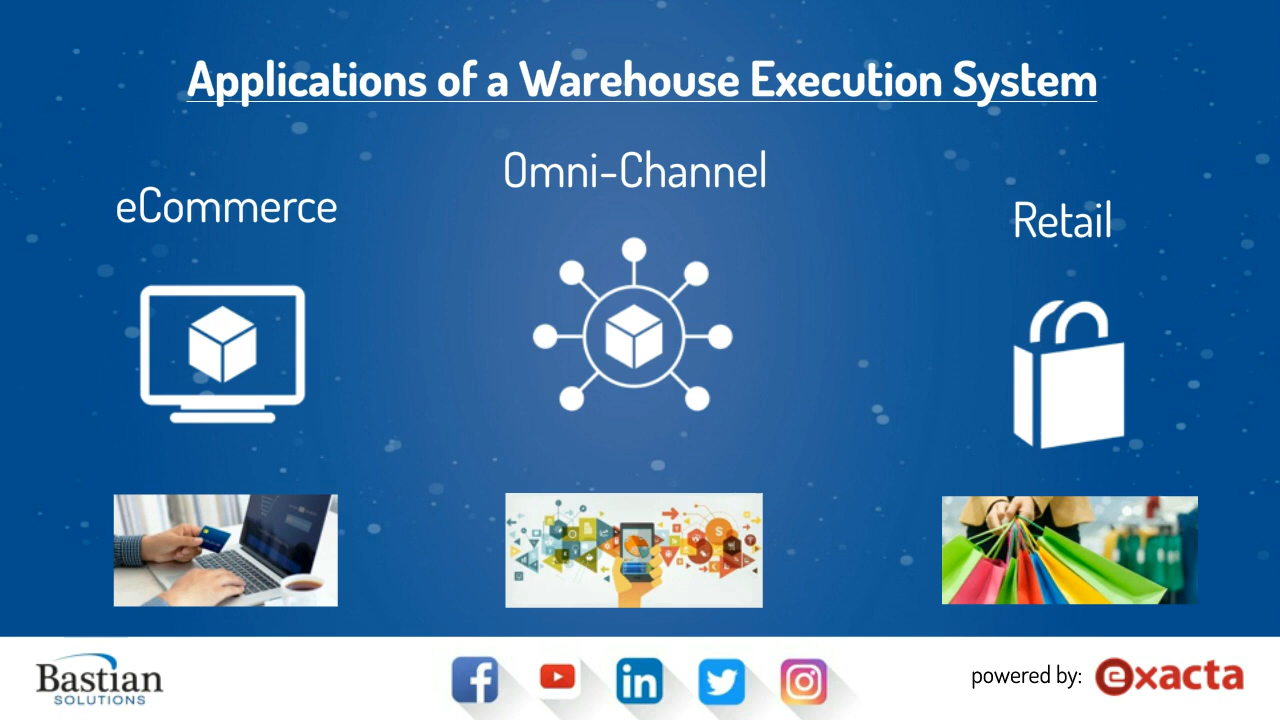 Applications of a Warehouse Execution System
Omni-Channel
eCommerce
Retail
Bastian
SOLUTIONS
powered by:
exacta